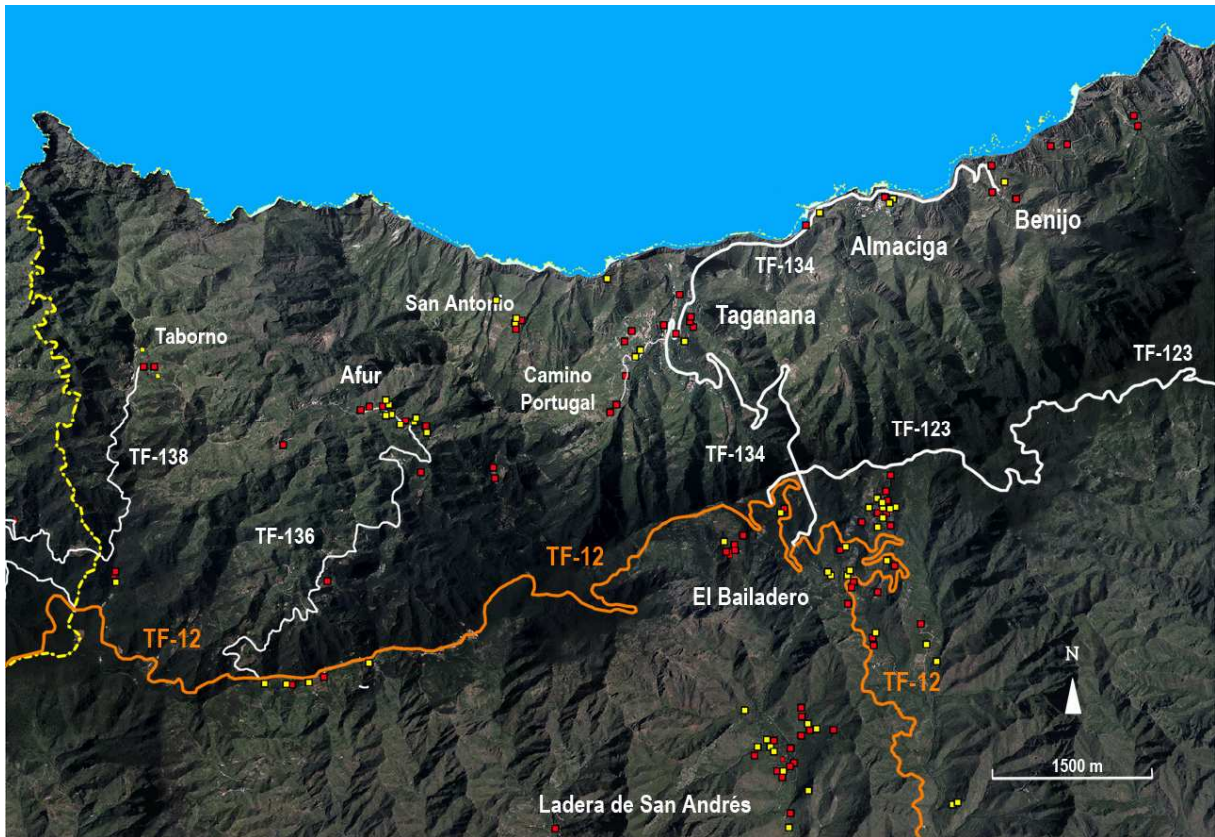 Benijo
Almaciga
TF-134
San Antonio
Taganana
Taborno
Afur
Camino
Portugal
TF-123
TF-123
TF-138
TF-134
TF-136
TF-12
El Bailadero
TF-12
TF-12
N
1500 m
Ladera de San Andrés